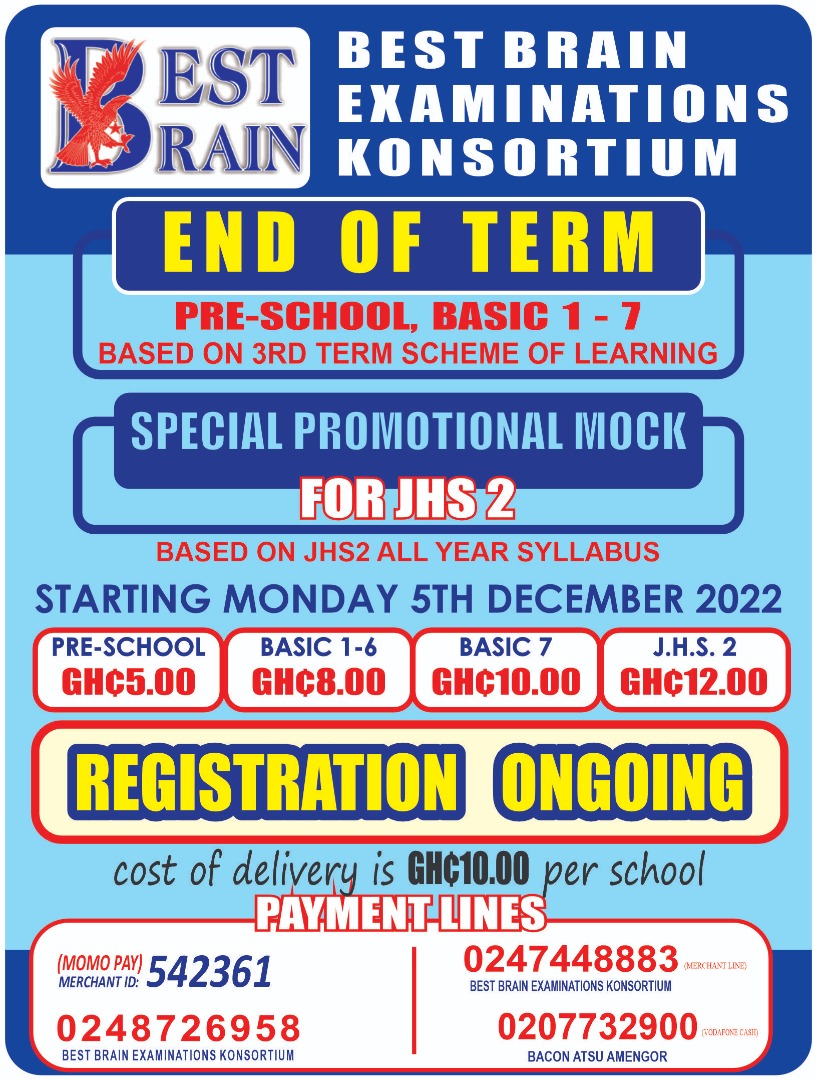 BEST BRAIN
BEST BRAIN
EXAMINATIONS
KONSORTIUM
END OF TERM
PRE-SCHOOL, BASIC 1 - 7
BASED ON 3RD TERM SCHEME OF LEARNING
SPECIAL PROMOTIONAL MOCK
FOR JHS 2
BASED ON JHS2 ALL YEAR SYLLABUS
STARTING MONDAY 5TH DECEMBER 2022
PRE-SCHOOL
GH¢5.00
BASIC 1-6
GH¢8.00
BASIC 7
GH¢10.00
J.H.S. 2
GH¢12.00
REGISTRATION ONGOING
cost of delivery is GH¢10.00 per school
PAYMENT LINES
(MOMO PAY)
MERCHANT ID: 542361
0248726958
BEST BRAIN EXAMINATIONS KONSORTIUM
0247448883 (MERCHANT LINE)
BEST BRAIN EXAMINATIONS KONSORTIUM
0207732900 (VODAFONE CASH)
BACON ATSU AMENGOR